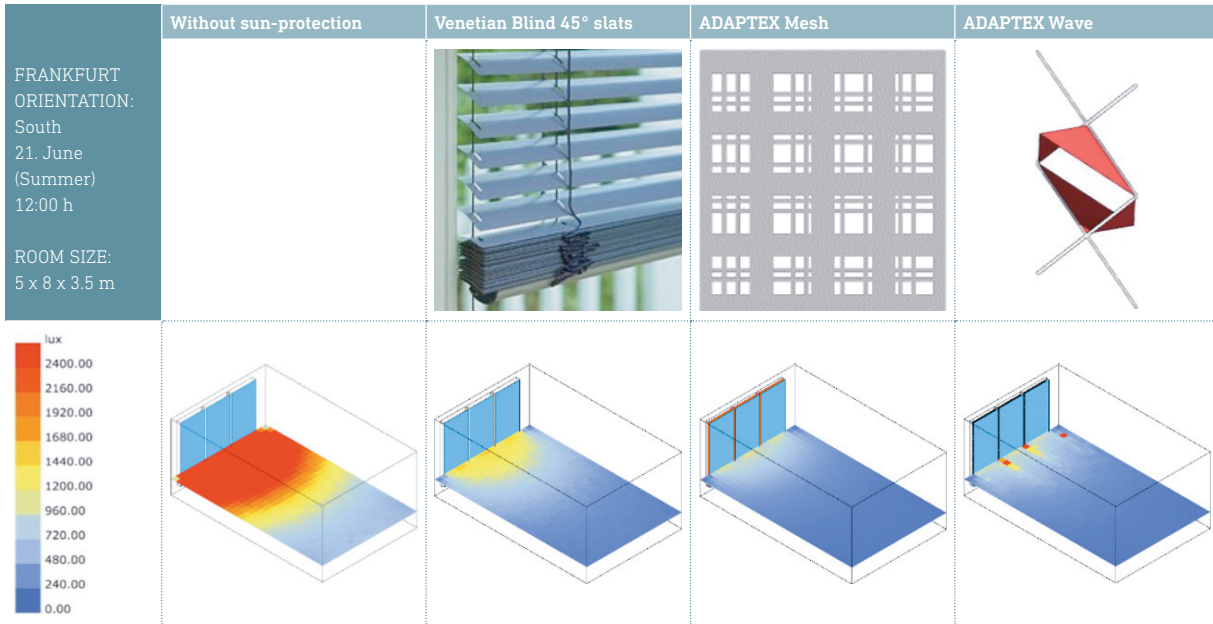 Without sun-protection
Venetian Blind 45° slats
ADAPTEX Mesh
ADAPTEX Wave
FRANKFURT
ORIENTATION:
South
21. June
(Summer)
12:00 h
ROOM SIZE:
5 x 8 x 3.5 m
lux
2400.00
2160.00
1920.00
1680.00
1440.00
1200.00
960.00
720.00
480.00
240.00
0.00